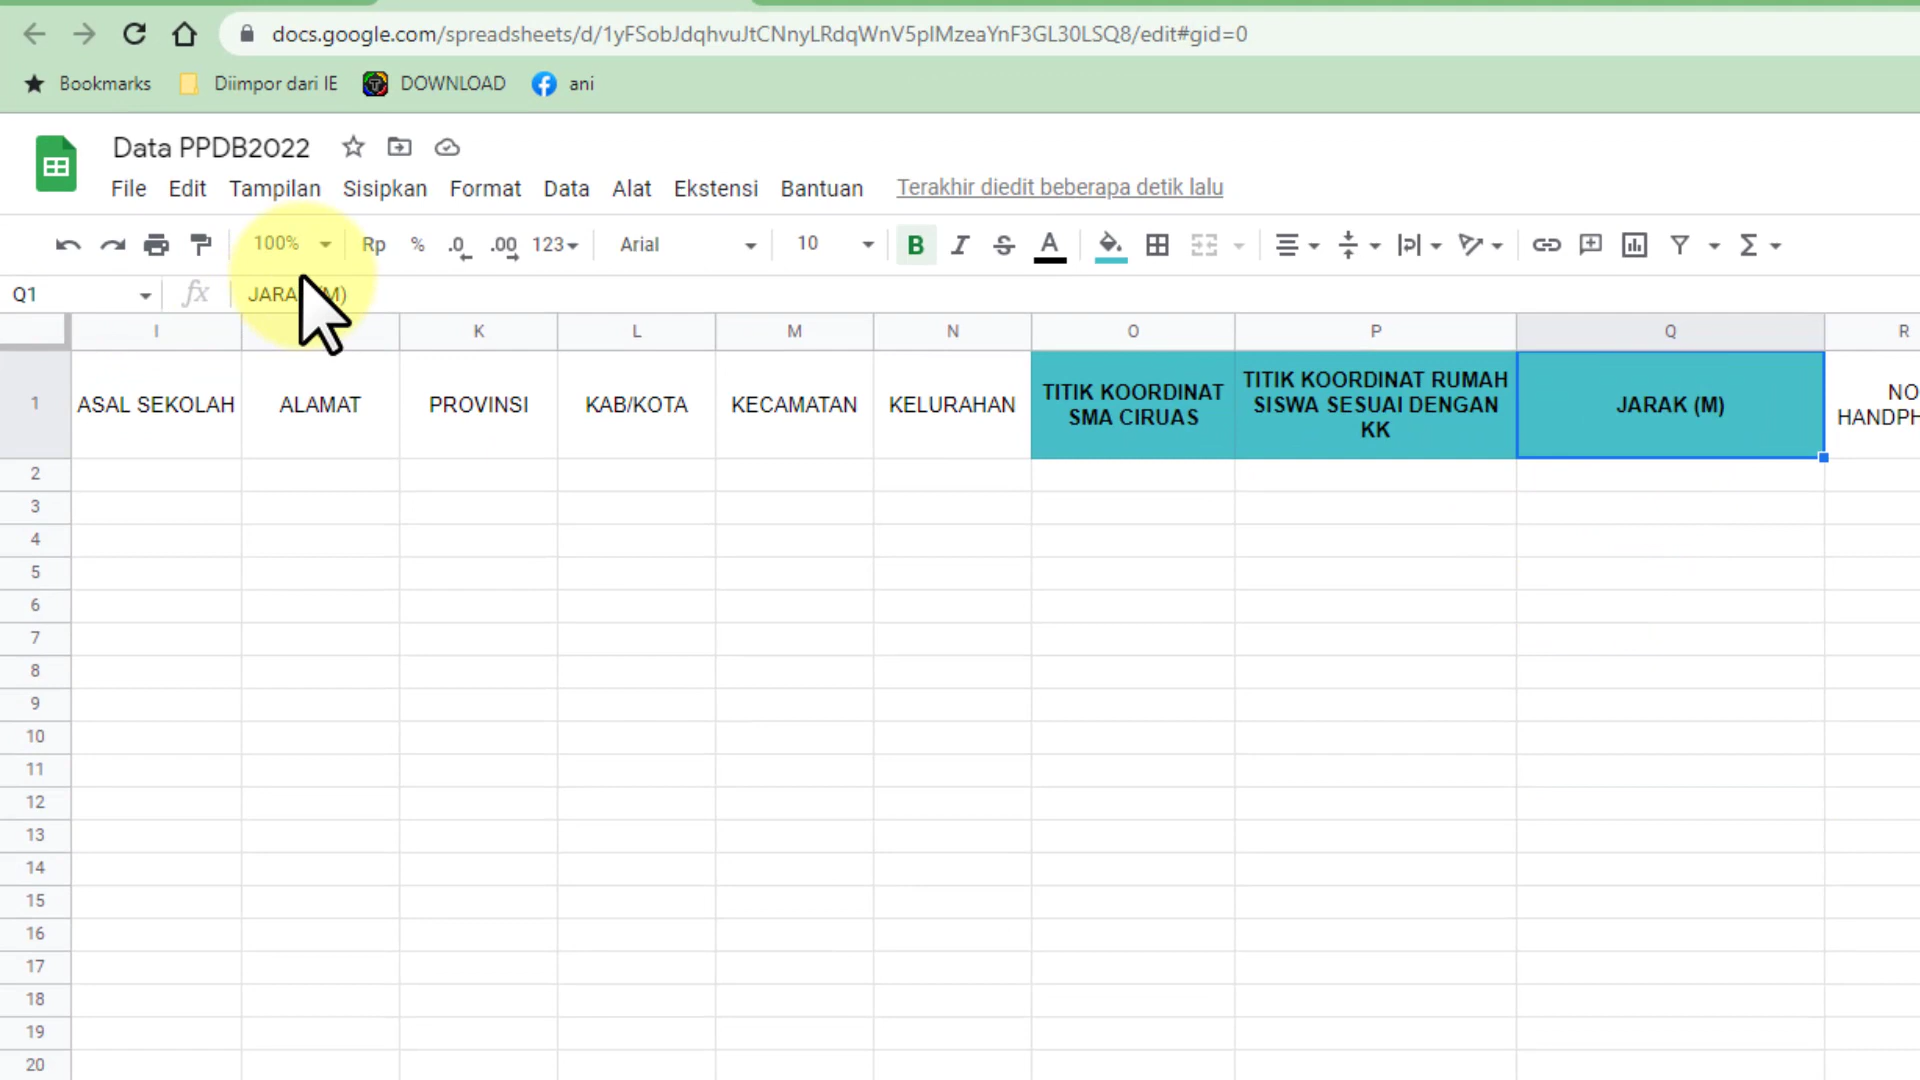 docs.google.com/spreadsheets/d/1yFSobJdqhvuJtCNnyLRdqWnV5pIMzeaYnF3GL30LSQ8/edit#gid=0
Bookmarks Diimpor dari IE DOWNLOAD ani
Data PPDB2022
File Edit Tampilan Sisipkan Format Data Alat Ekstensi Bantuan Terakhir diedit beberapa detik lalu
100% Rp % .0 .00 123 Arial 10 B I S A Σ
Q1 fx JARA M)
I K L M N O P Q R
1 ASAL SEKOLAH ALAMAT PROVINSI KAB/KOTA KECAMATAN KELURAHAN
TITIK KOORDINAT
SMA CIRUAS
TITIK KOORDINAT RUMAH
SISWA SESUAI DENGAN
KK
JARAK (M)
NO
HANDPH
2
3
4
5
6
7
8
9
10
11
12
13
14
15
16
17
18
19
20